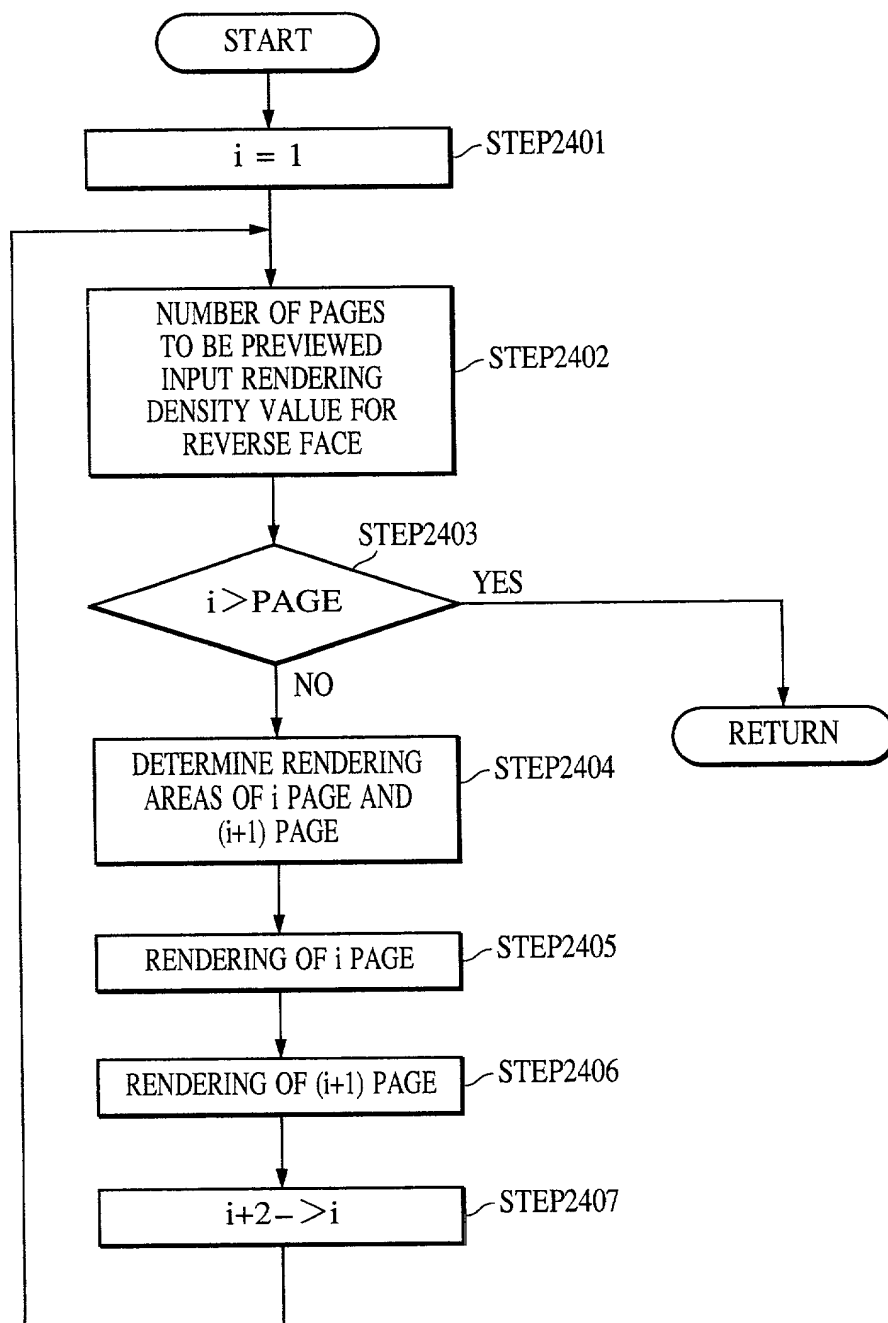 START
i = 1
STEP2401
NUMBER OF PAGES
TO BE PREVIEWED
INPUT RENDERING
DENSITY VALUE FOR
REVERSE FACE
STEP2402
STEP2403
i>PAGE
YES
NO
RETURN
DETERMINE RENDERING
AREAS OF i PAGE AND
(i+1) PAGE
STEP2404
RENDERING OF i PAGE
STEP2405
RENDERING OF (i+1) PAGE
STEP2406
i+2->i
STEP2407